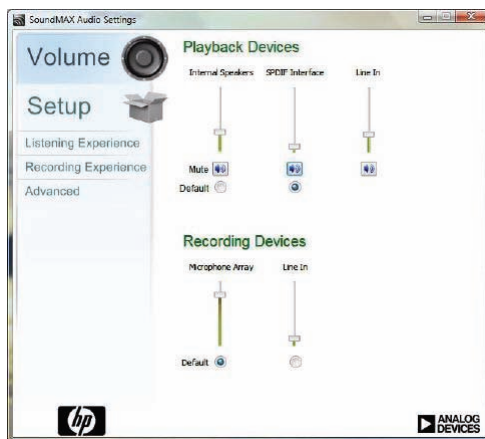 SoundMAX Audio Settings
Volume
Setup
Listening Experience
Recording Experience
Advanced
Playback Devices
Internal Speakers SPDIF Interface Line In
Mute
Default
Recording Devices
Microphone Array Line In
Default
hp
ANALOG
DEVICES